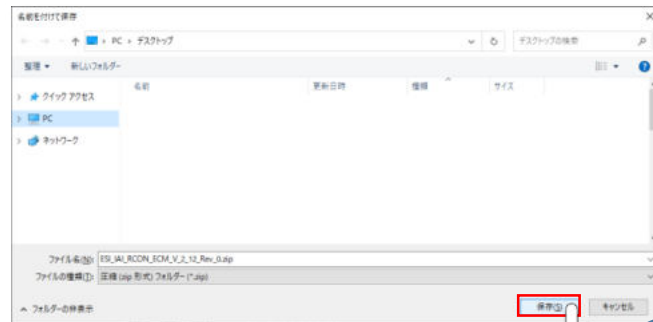 名前を付けて保存
PC › デスクトップ
デスクトップの検索
整理
新しいフォルダー
名前
更新日時
種類
サイズ
クイック アクセス
PC
ネットワーク
ファイル名(N): ESI_IAI_RCON_ECM_V_2_12_Rev_0.zip
ファイルの種類(T): 圧縮 (zip 形式) フォルダー (*.zip)
フォルダーの非表示
保存(S)
キャンセル